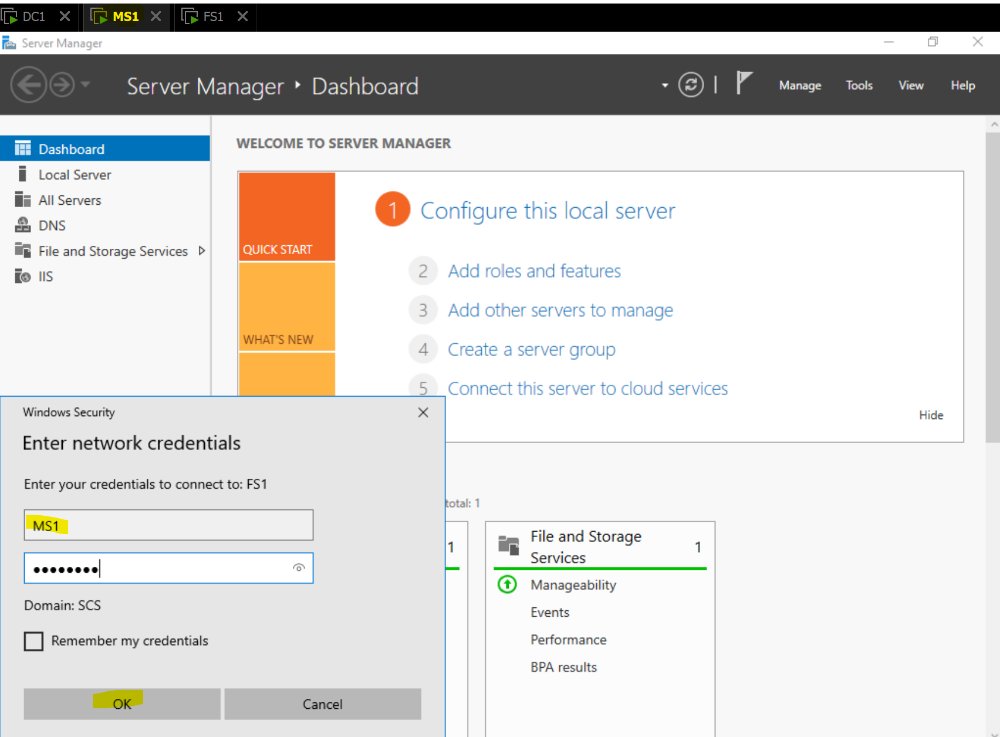 DC1 MS1 FS1
Server Manager
Server Manager Dashboard
Manage Tools View Help
Dashboard
Local Server
All Servers
DNS
File and Storage Services
IIS
WELCOME TO SERVER MANAGER
QUICK START
WHAT'S NEW
1 Configure this local server
2 Add roles and features
3 Add other servers to manage
4 Create a server group
5 Connect this server to cloud services
Hide
Windows Security
Enter network credentials
Enter your credentials to connect to: FS1
MS1
●●●●●●●●
Domain: SCS
Remember my credentials
OK
Cancel
total: 1
1
File and Storage
Services 1
Manageability
Events
Performance
BPA results